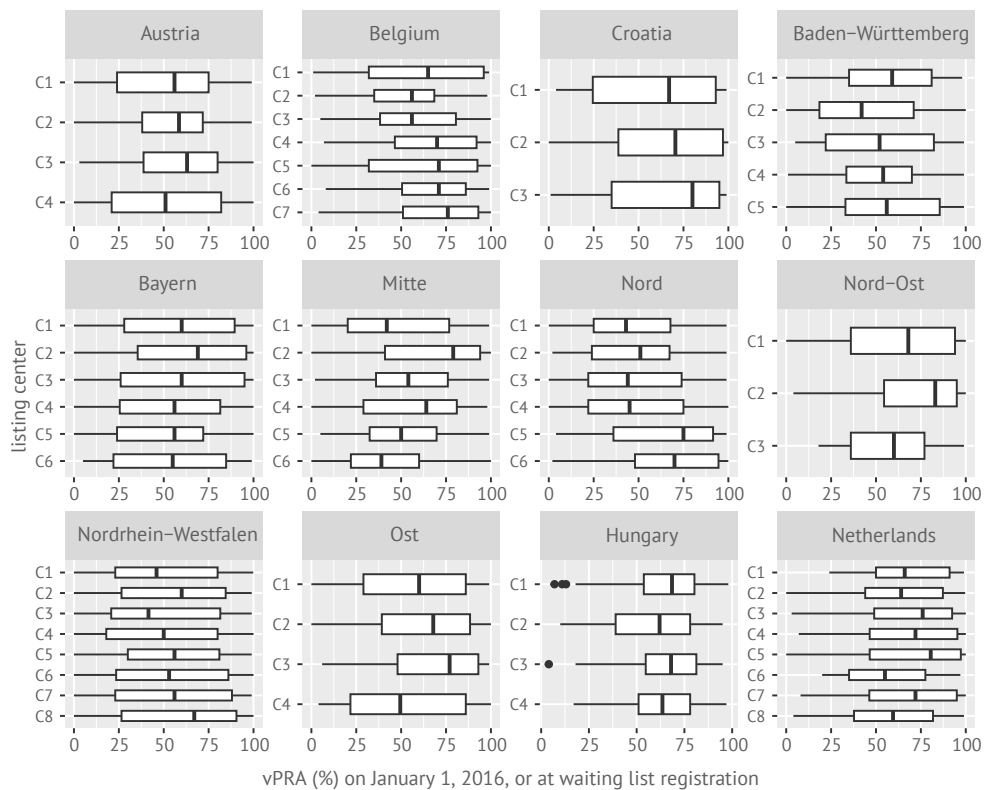 Austria Belgium Croatia Baden−Württemberg
C1 C1 C1 C1
C2 C2 C2 C2
C3 C3 C3 C3
C4 C4 C4
C5 C5
C6
C7
0 25 50 75 100 0 25 50 75 100 0 25 50 75 100 0 25 50 75 100
Bayern Mitte Nord Nord−Ost
C1 C1 C1 C1
C2 C2 C2 C2
C3 C3 C3 C3
C4 C4 C4
C5 C5 C5
C6 C6 C6
0 25 50 75 100 0 25 50 75 100 0 25 50 75 100 0 25 50 75 100
listing center
Nordrhein−Westfalen Ost Hungary Netherlands
C1 C1 C1 C1
C2 C2 C2 C2
C3 C3 C3 C3
C4 C4 C4 C4
C5 C5
C6 C6
C7 C7
C8 C8
0 25 50 75 100 0 25 50 75 100 0 25 50 75 100 0 25 50 75 100
vPRA (%) on January 1, 2016, or at waiting list registration